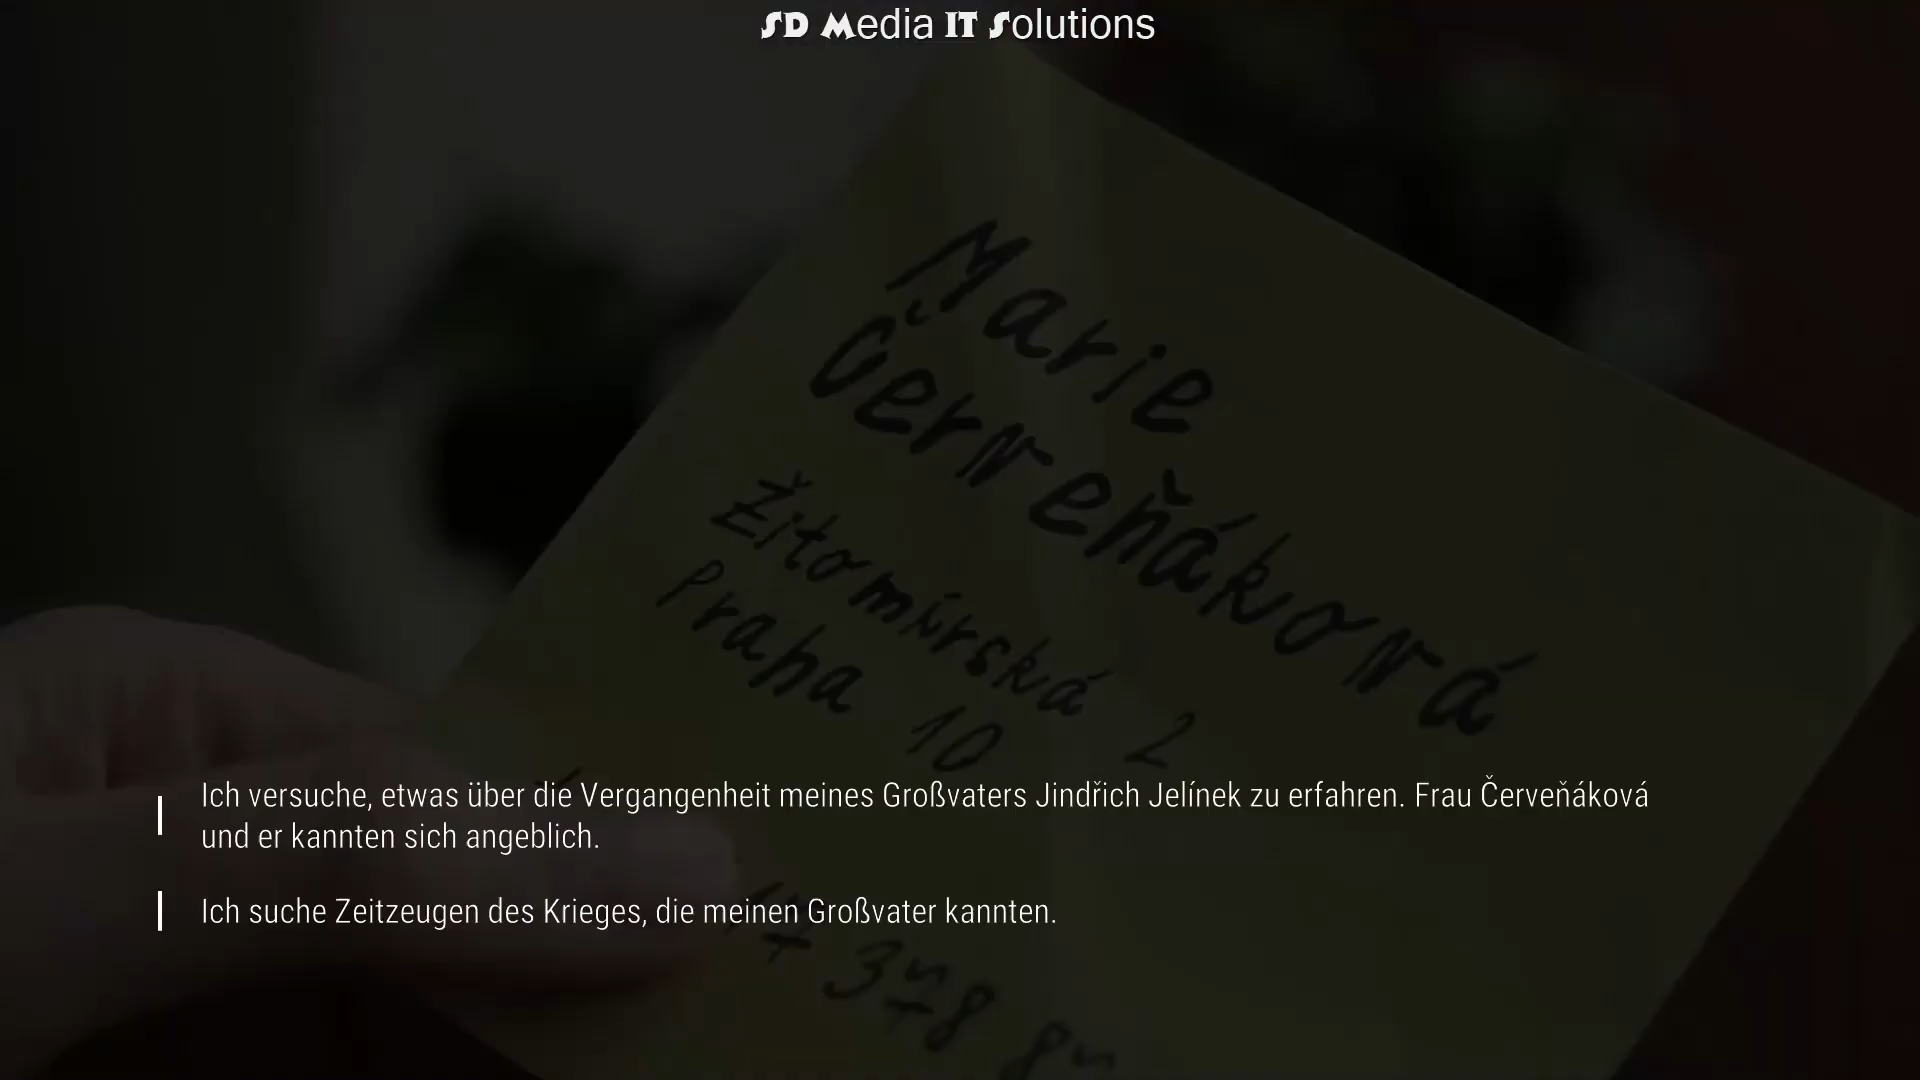 SD Media IT Solutions
Marie
Červeňáková
Žitomírská 2
Praha 10
Ich versuche, etwas über die Vergangenheit meines Großvaters Jindřich Jelínek zu erfahren. Frau Červeňáková
und er kannten sich angeblich.
Ich suche Zeitzeugen des Krieges, die meinen Großvater kannten.
378